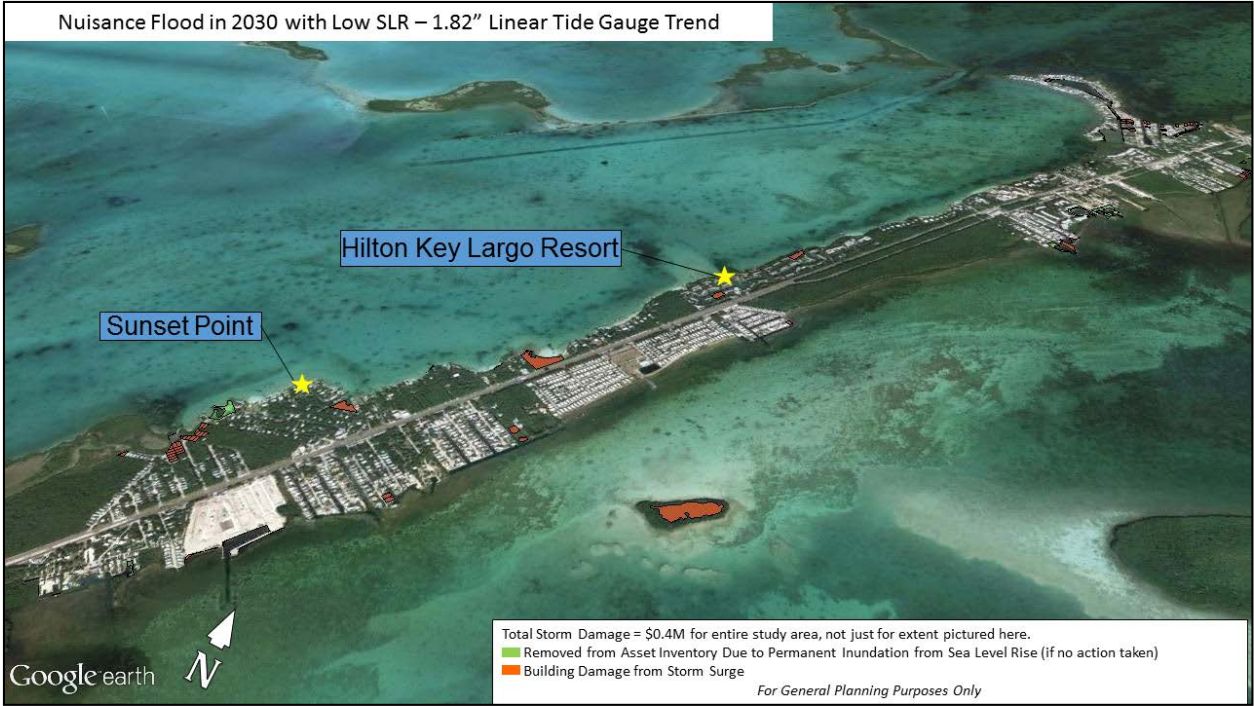 Nuisance Flood in 2030 with Low SLR – 1.82” Linear Tide Gauge Trend
Hilton Key Largo Resort
Sunset Point
N
Google earth
Total Storm Damage = $0.4M for entire study area, not just for extent pictured here.
Removed from Asset Inventory Due to Permanent Inundation from Sea Level Rise (if no action taken)
Building Damage from Storm Surge
For General Planning Purposes Only